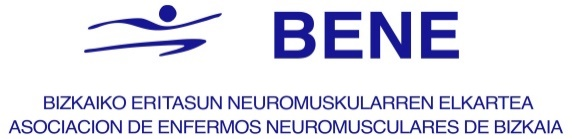 BENE
BIZKAIKO ERITASUN NEUROMUSKULARREN ELKARTEA
ASOCIACION DE ENFERMOS NEUROMUSCULARES DE BIZKAIA